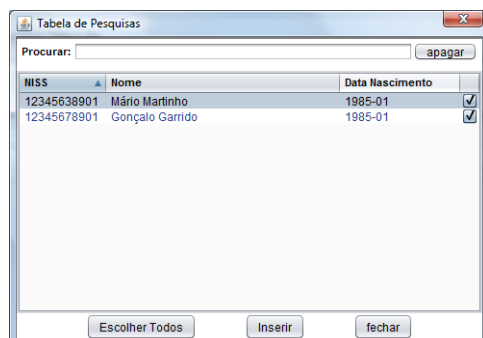 Tabela de Pesquisas
Procurar: apagar
NISS Nome Data Nascimento
12345638901 Mário Martinho 1985-01
12345678901 Gonçalo Garrido 1985-01
Escolher Todos Inserir fechar